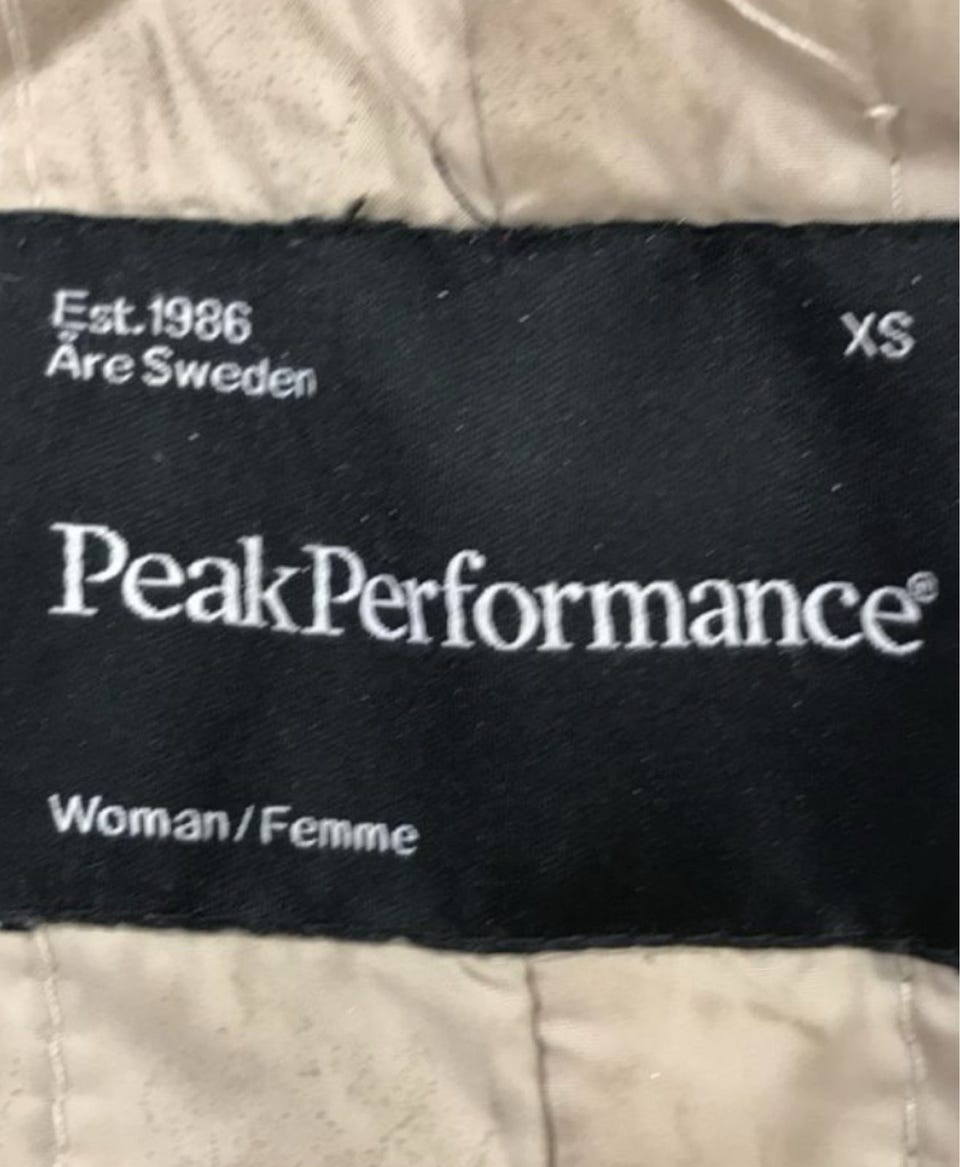 Est.1986
Åre Sweden
XS
PeakPerformance®
Woman/Femme